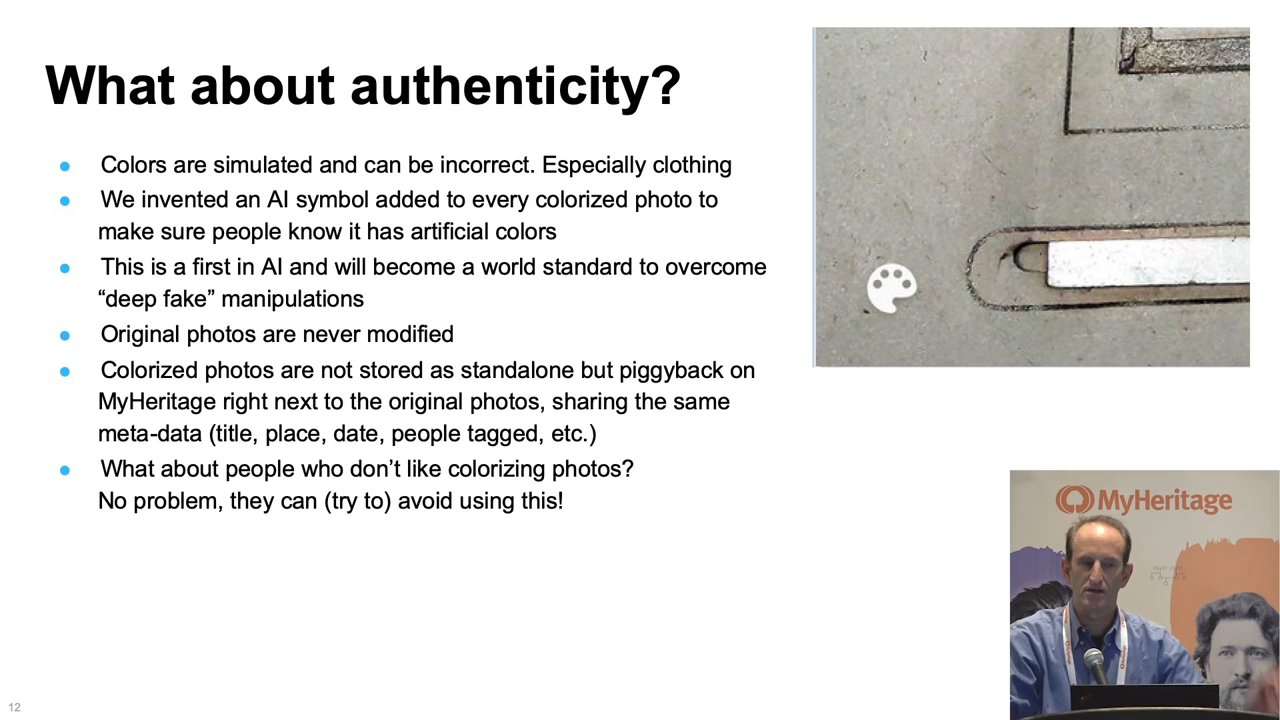 What about authenticity?
● Colors are simulated and can be incorrect. Especially clothing
● We invented an AI symbol added to every colorized photo to
make sure people know it has artificial colors
● This is a first in AI and will become a world standard to overcome
“deep fake” manipulations
● Original photos are never modified
● Colorized photos are not stored as standalone but piggyback on
MyHeritage right next to the original photos, sharing the same
meta-data (title, place, date, people tagged, etc.)
● What about people who don’t like colorizing photos?
No problem, they can (try to) avoid using this!
MyHeritage
12